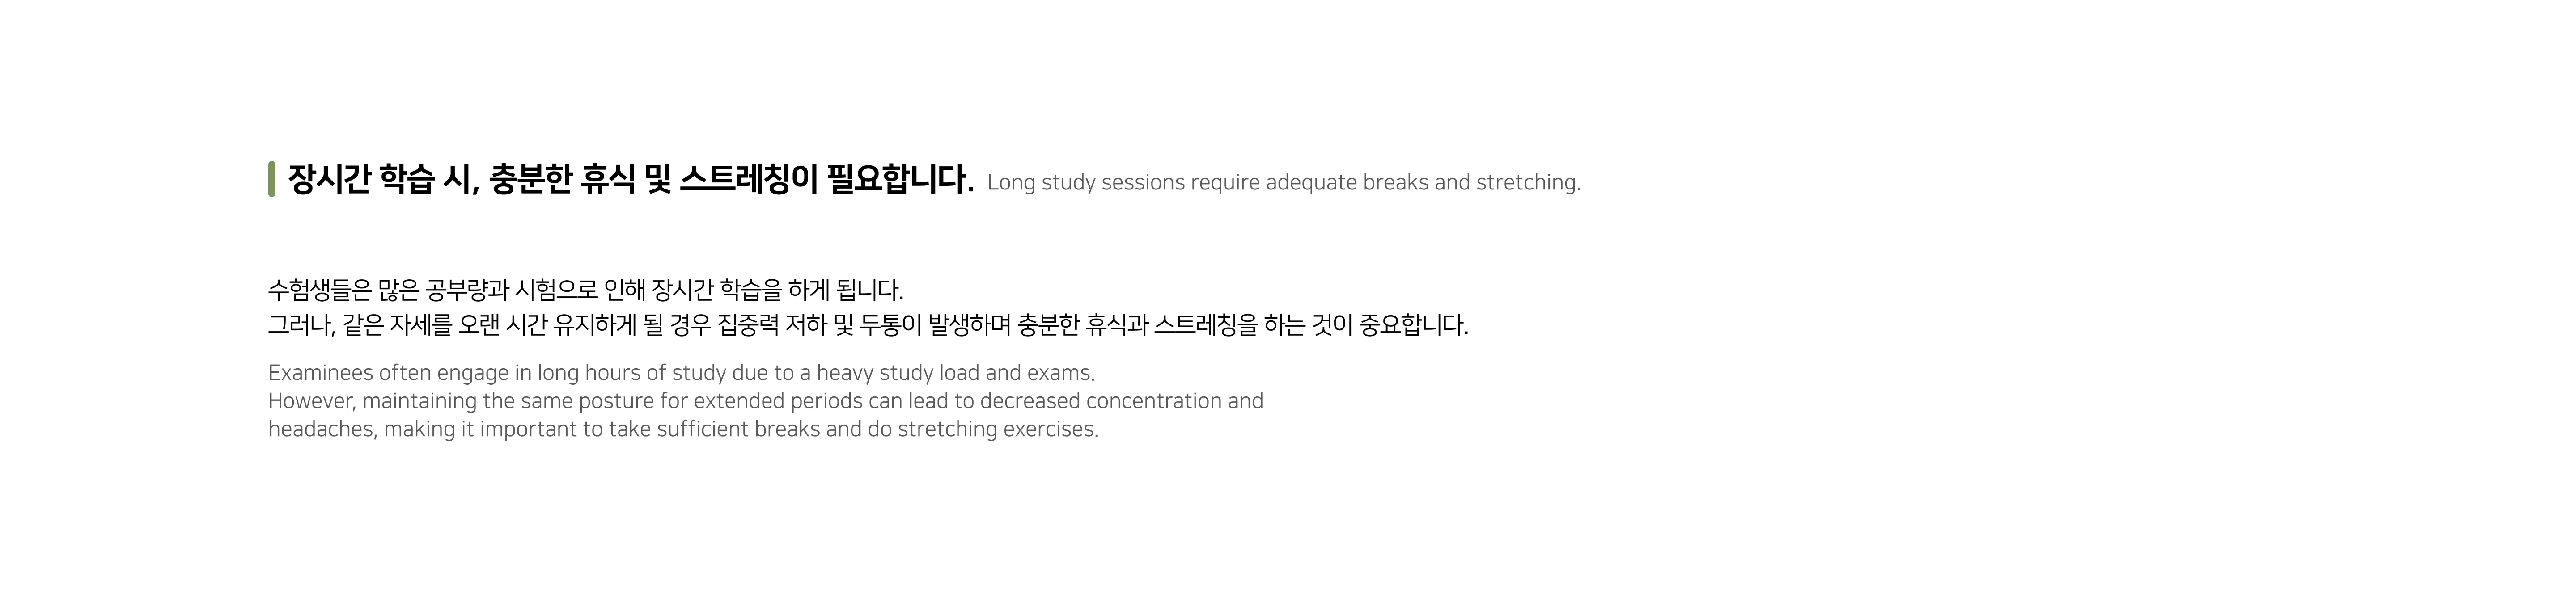 장시간 학습 시, 충분한 휴식 및 스트레칭이 필요합니다. Long study sessions require adequate breaks and stretching.
수험생들은 많은 공부량과 시험으로 인해 장시간 학습을 하게 됩니다.
그러나, 같은 자세를 오랜 시간 유지하게 될 경우 집중력 저하 및 두통이 발생하며 충분한 휴식과 스트레칭을 하는 것이 중요합니다.
Examinees often engage in long hours of study due to a heavy study load and exams.
However, maintaining the same posture for extended periods can lead to decreased concentration and
headaches, making it important to take sufficient breaks and do stretching exercises.